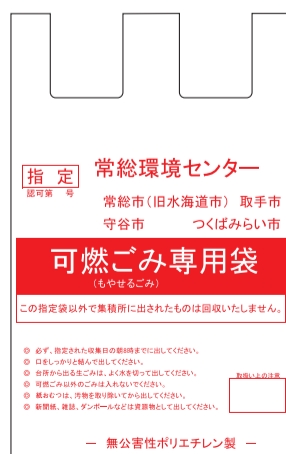 指定
認可第　号
常総環境センター
常総市（旧水海道市）　取手市
守谷市　つくばみらい市
可燃ごみ専用袋
（もやせるごみ）
この指定袋以外で集積所に出されたものは回収いたしません。
◎ 必ず、指定された収集日の朝8時までに出してください。
◎ 口をしっかりと結んで出してください。
◎ 台所から出る生ごみは、よく水を切って出してください。
◎ 可燃ごみ以外のごみは入れないでください。
◎ 紙おむつは、汚物を取り除いてから出してください。
◎ 新聞紙、雑誌、ダンボールなどは資源物として出してください。
取扱い上の注意
― 無公害性ポリエチレン製 ―